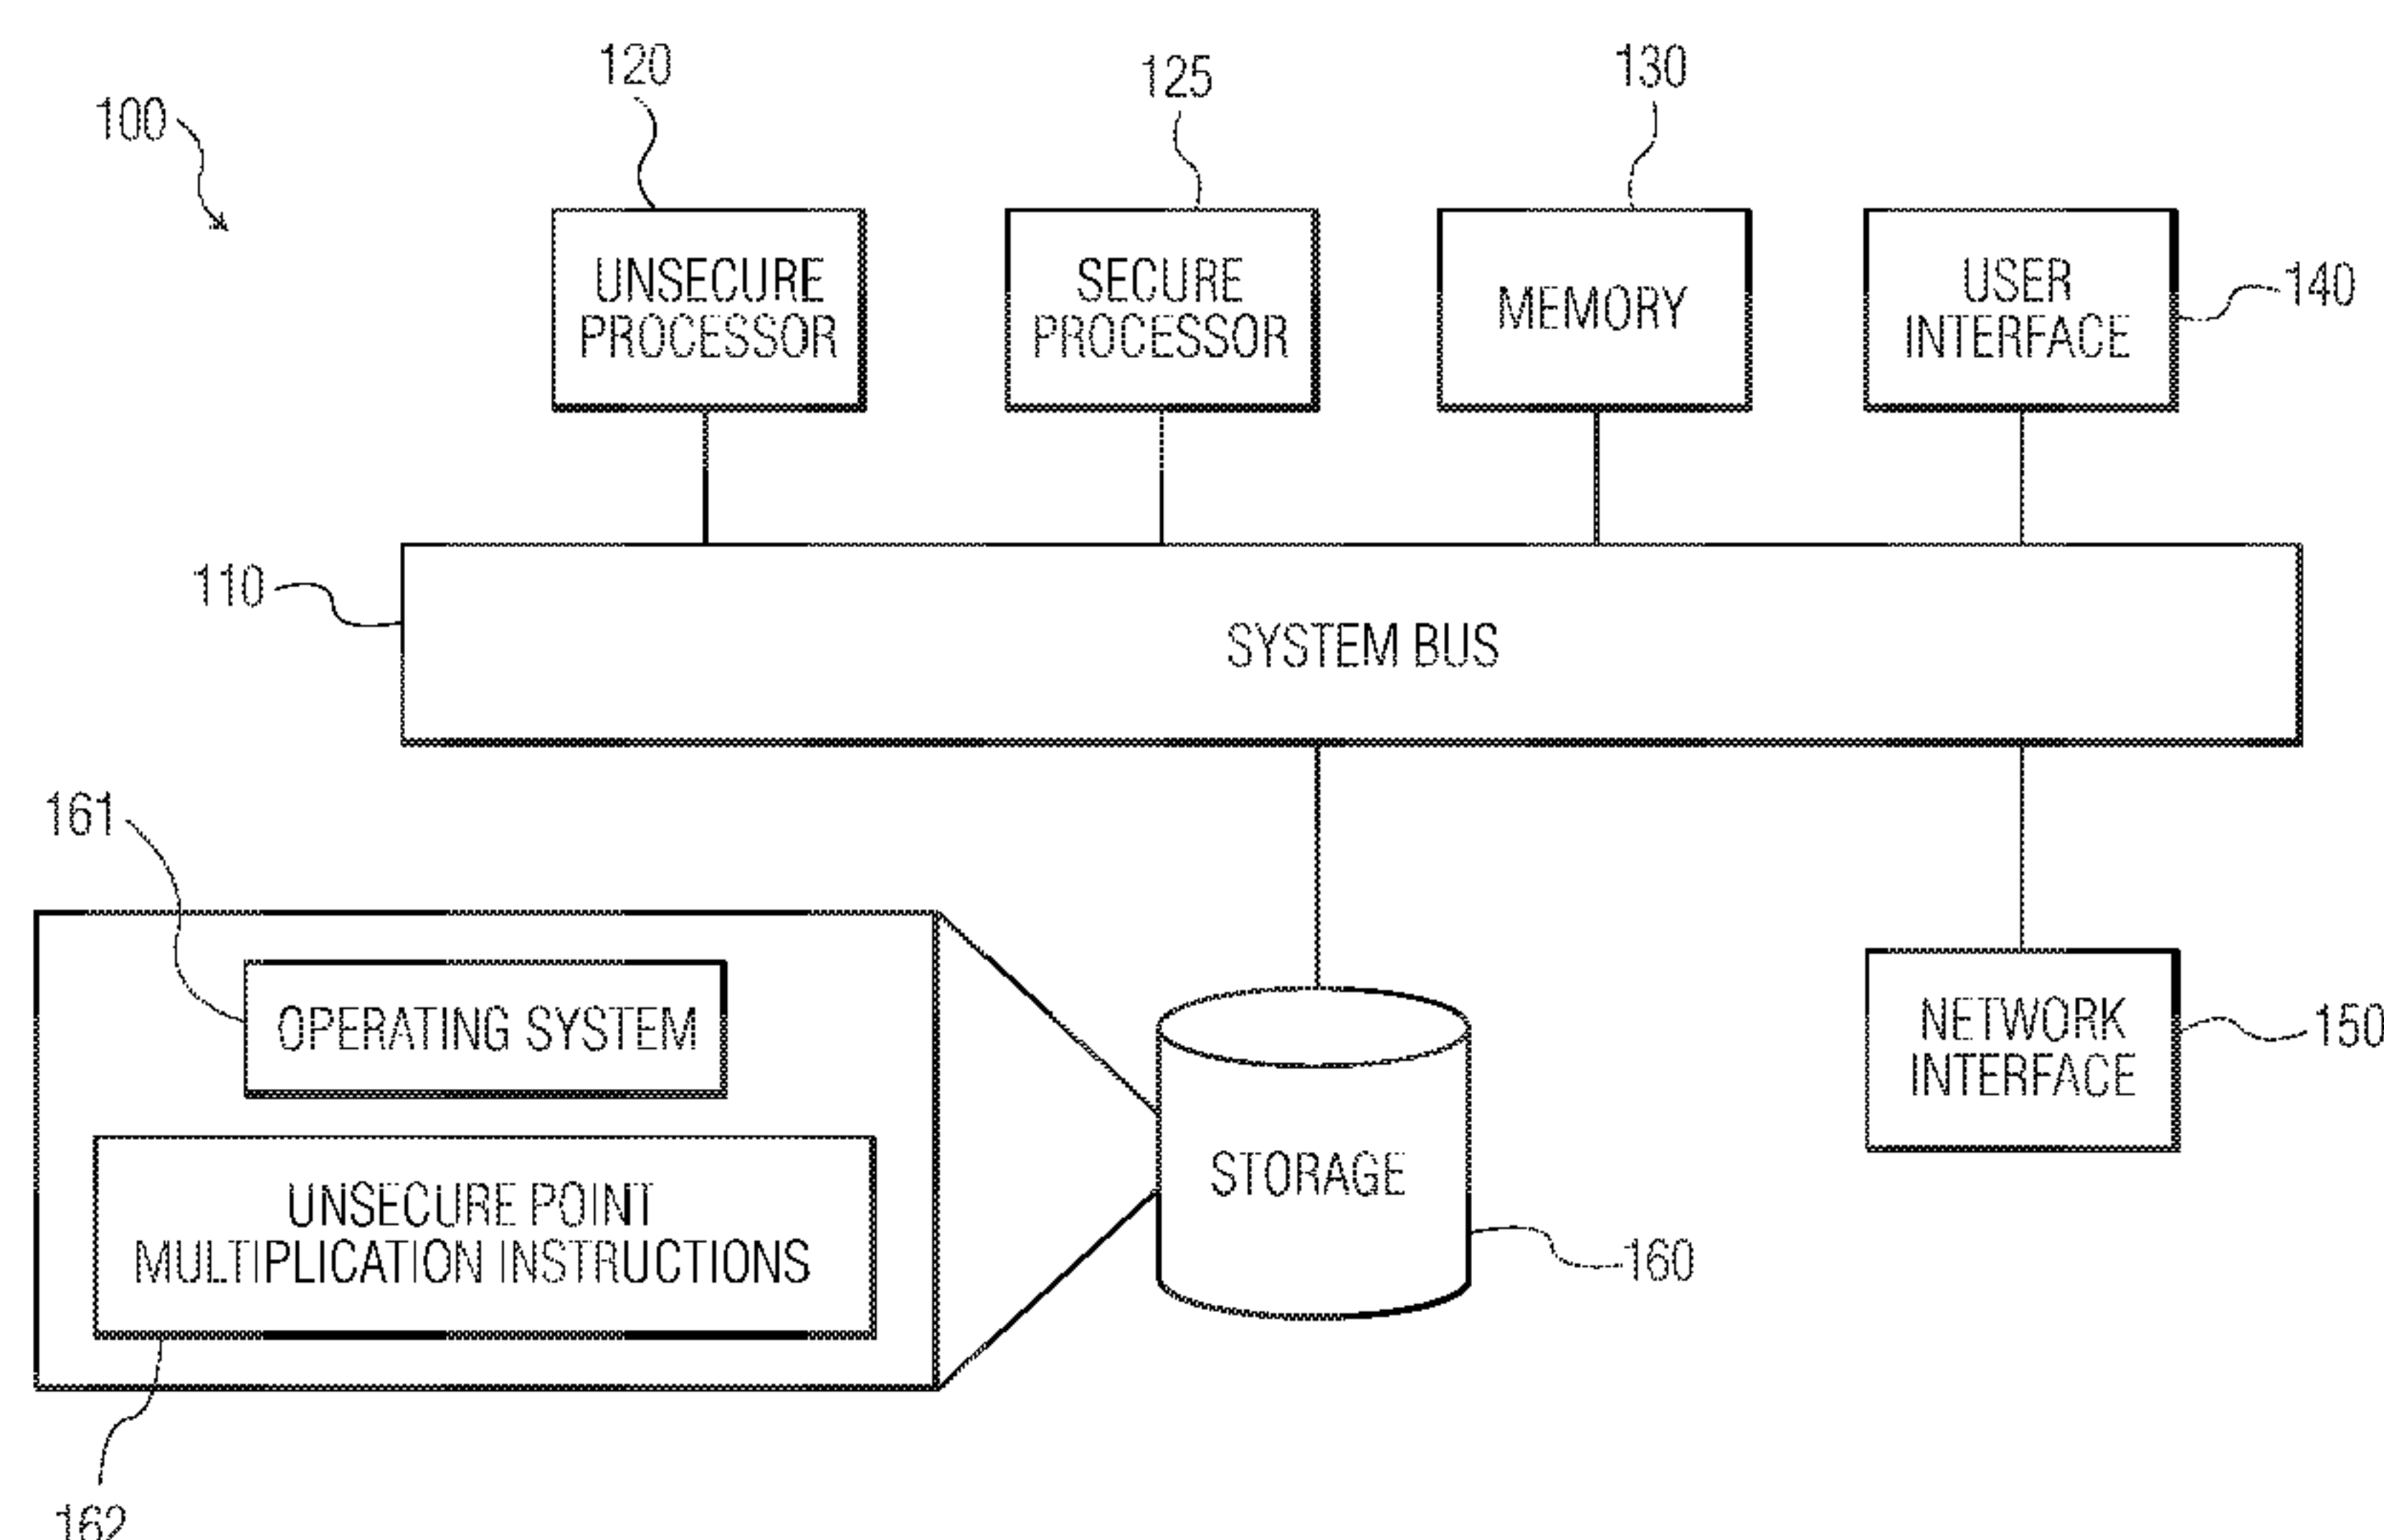 120
125
130
100
UNSECURE
PROCESSOR
SECURE
PROCESSOR
MEMORY
USER
INTERFACE
140
110
SYSTEM BUS
161
OPERATING SYSTEM
UNSECURE POINT
MULTIPLICATION INSTRUCTIONS
STORAGE
NETWORK
INTERFACE
150
160
162